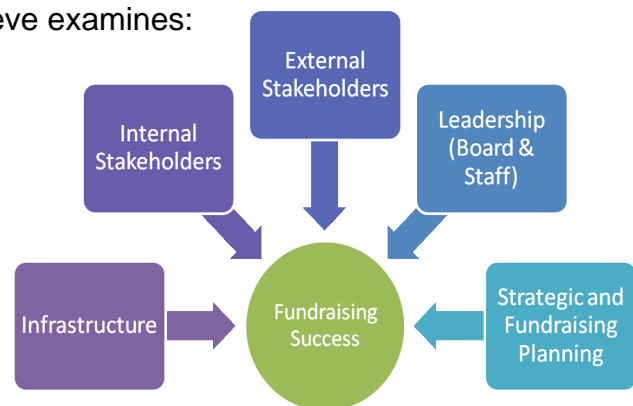 eve examines:
External
Stakeholders
Internal
Stakeholders
Leadership
(Board &
Staff)
Infrastructure
Fundraising
Success
Strategic and
Fundraising
Planning